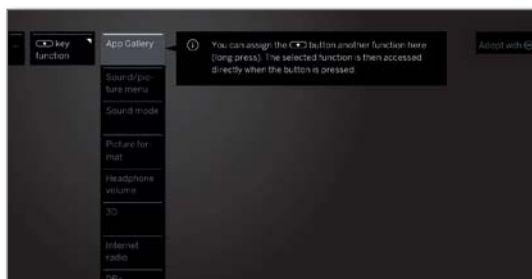 ...
key
function
App Gallery
You can assign the button another function here
(long press). The selected function is then accessed
directly when the button is pressed
Adopt with
Sound/pic-
ture menu
Sound mode
Picture for-
mat
Headphone
volume
3D
Internet
radio